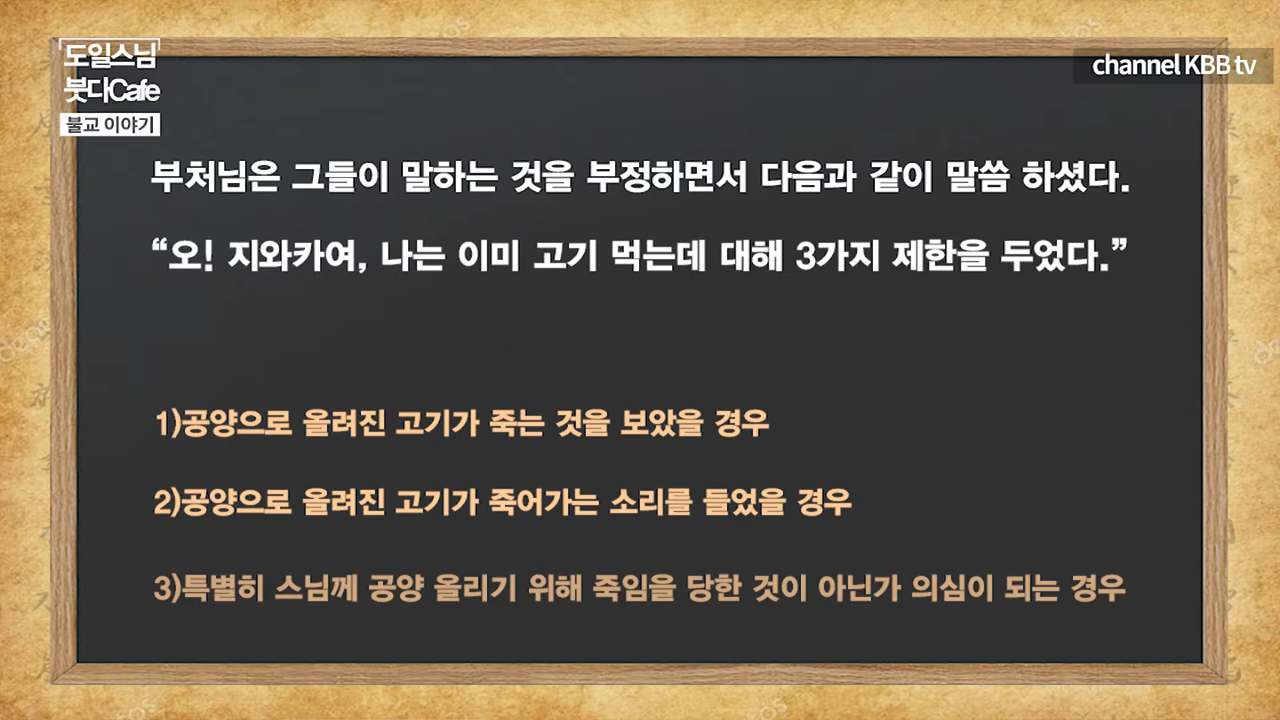 도일스님
붓다Cafe
불교 이야기
channel KBB tv
부처님은 그들이 말하는 것을 부정하면서 다음과 같이 말씀 하셨다.
“오! 지와카여, 나는 이미 고기 먹는데 대해 3가지 제한을 두었다.”
1)공양으로 올려진 고기가 죽는 것을 보았을 경우
2)공양으로 올려진 고기가 죽어가는 소리를 들었을 경우
3)특별히 스님께 공양 올리기 위해 죽임을 당한 것이 아닌가 의심이 되는 경우